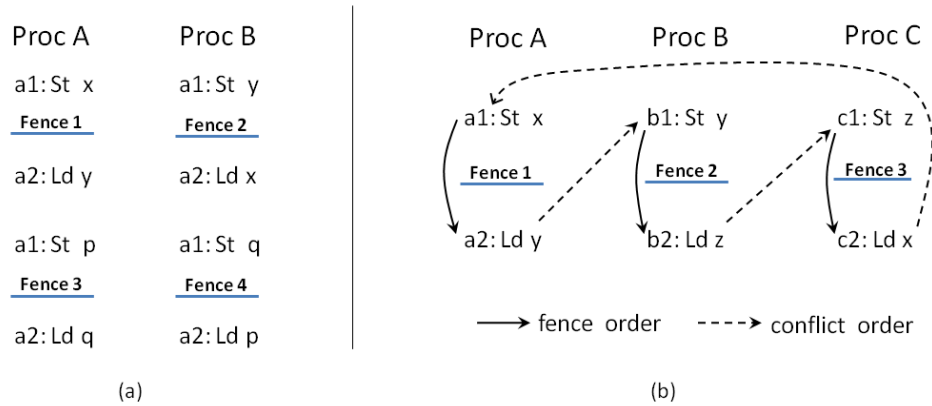 Proc A Proc B
a1: St x a1: St y
Fence 1 Fence 2
a2: Ld y a2: Ld x
a1: St p a1: St q
Fence 3 Fence 4
a2: Ld q a2: Ld p
(a)
Proc A Proc B Proc C
a1: St x b1: St y c1: St z
Fence 1 Fence 2 Fence 3
a2: Ld y b2: Ld z c2: Ld x
fence order conflict order
(b)